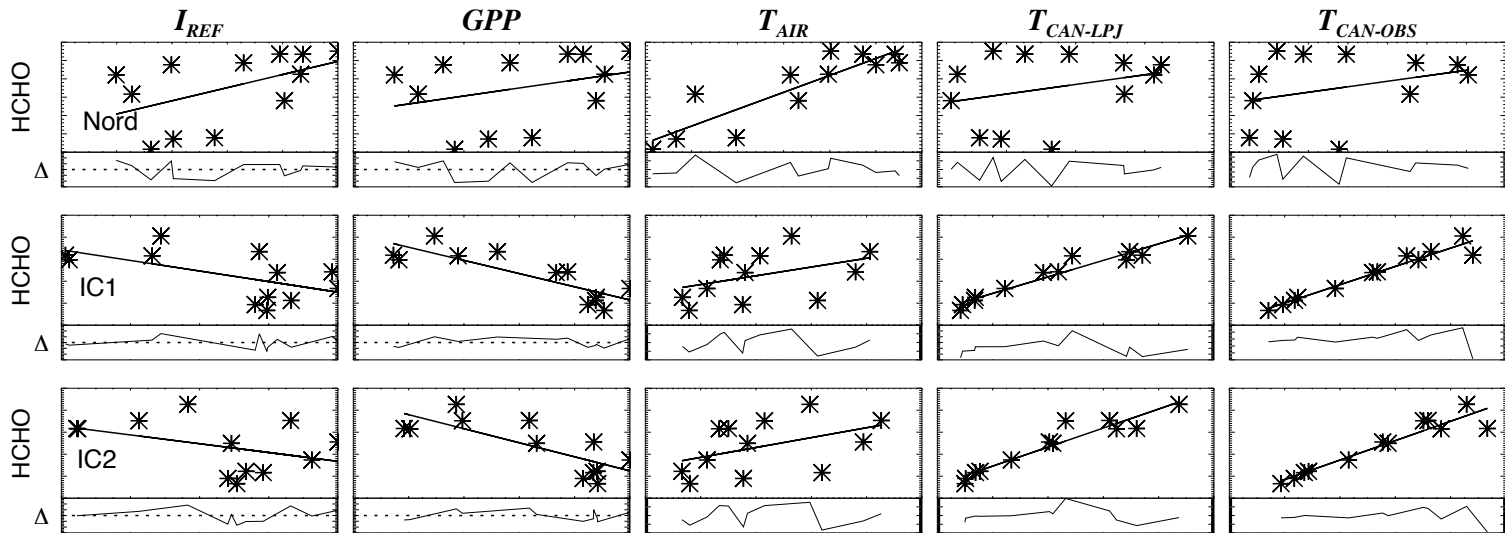 I_REF GPP T_AIR T_CAN-LPJ T_CAN-OBS
HCHO
Nord
Δ
HCHO
IC1
Δ
HCHO
IC2
Δ